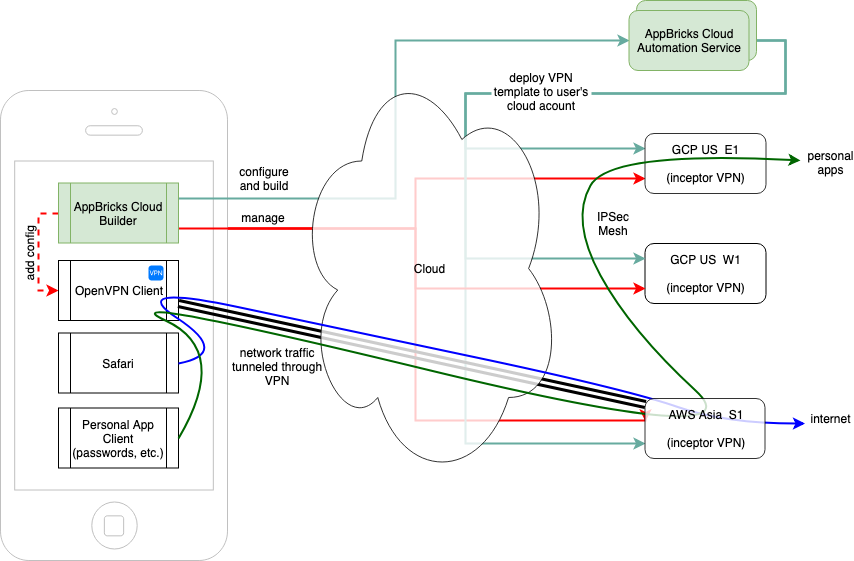 AppBricks Cloud
Automation Service
deploy VPN
template to user's
cloud acount
GCP US  E1
(inceptor VPN)
personal
apps
configure
and build
AppBricks Cloud
Builder
manage
IPSec
Mesh
add config
Cloud
GCP US  W1
(inceptor VPN)
VPN
OpenVPN Client
network traffic
tunneled through
VPN
Safari
AWS Asia  S1
(inceptor VPN)
internet
Personal App
Client
(passwords, etc.)